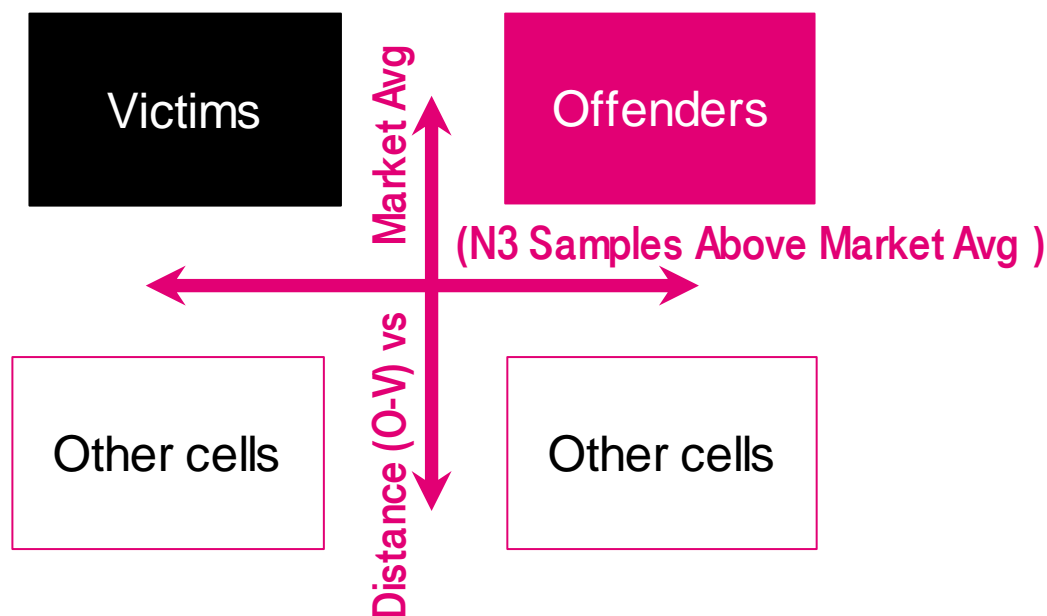 Victims
Offenders
Distance (O-V) vs Market Avg
(N3 Samples Above Market Avg )
Other cells
Other cells